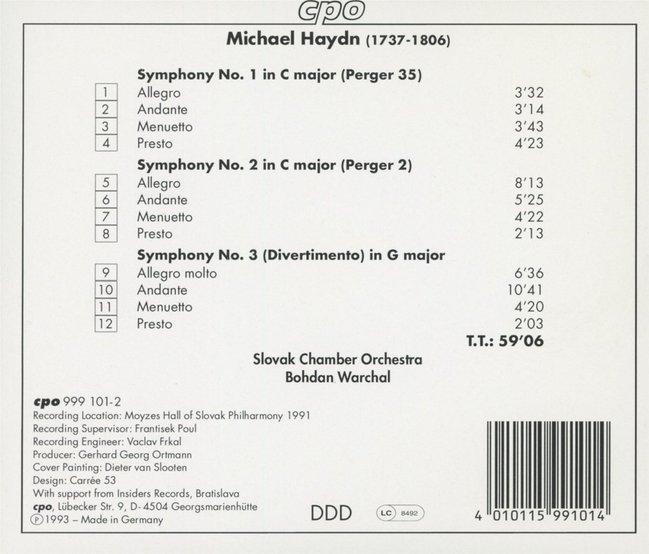 cpo
Michael Haydn (1737-1806)
Symphony No. 1 in C major (Perger 35)
1 Allegro 3'32
2 Andante 3'14
3 Menuetto 3'43
4 Presto 4'23
Symphony No. 2 in C major (Perger 2)
5 Allegro 8'13
6 Andante 5'25
7 Menuetto 4'22
8 Presto 2'13
Symphony No. 3 (Divertimento) in G major
9 Allegro molto 6'36
10 Andante 10'41
11 Menuetto 4'20
12 Presto 2'03
T.T.: 59'06
Slovak Chamber Orchestra
Bohdan Warchal
cpo 999 101-2
Recording Location: Moyzes Hall of Slovak Philharmony 1991
Recording Supervisor: Frantisek Poul
Recording Engineer: Vaclav Frkal
Producer: Gerhard Georg Ortmann
Cover Painting: Dieter van Slooten
Design: Carrée 53
With support from Insiders Records, Bratislava
cpo, Lübecker Str. 9, D- 4504 Georgsmarienhütte
Ⓟ 1993 – Made in Germany
DDD
LC 8492
4 010115 991014